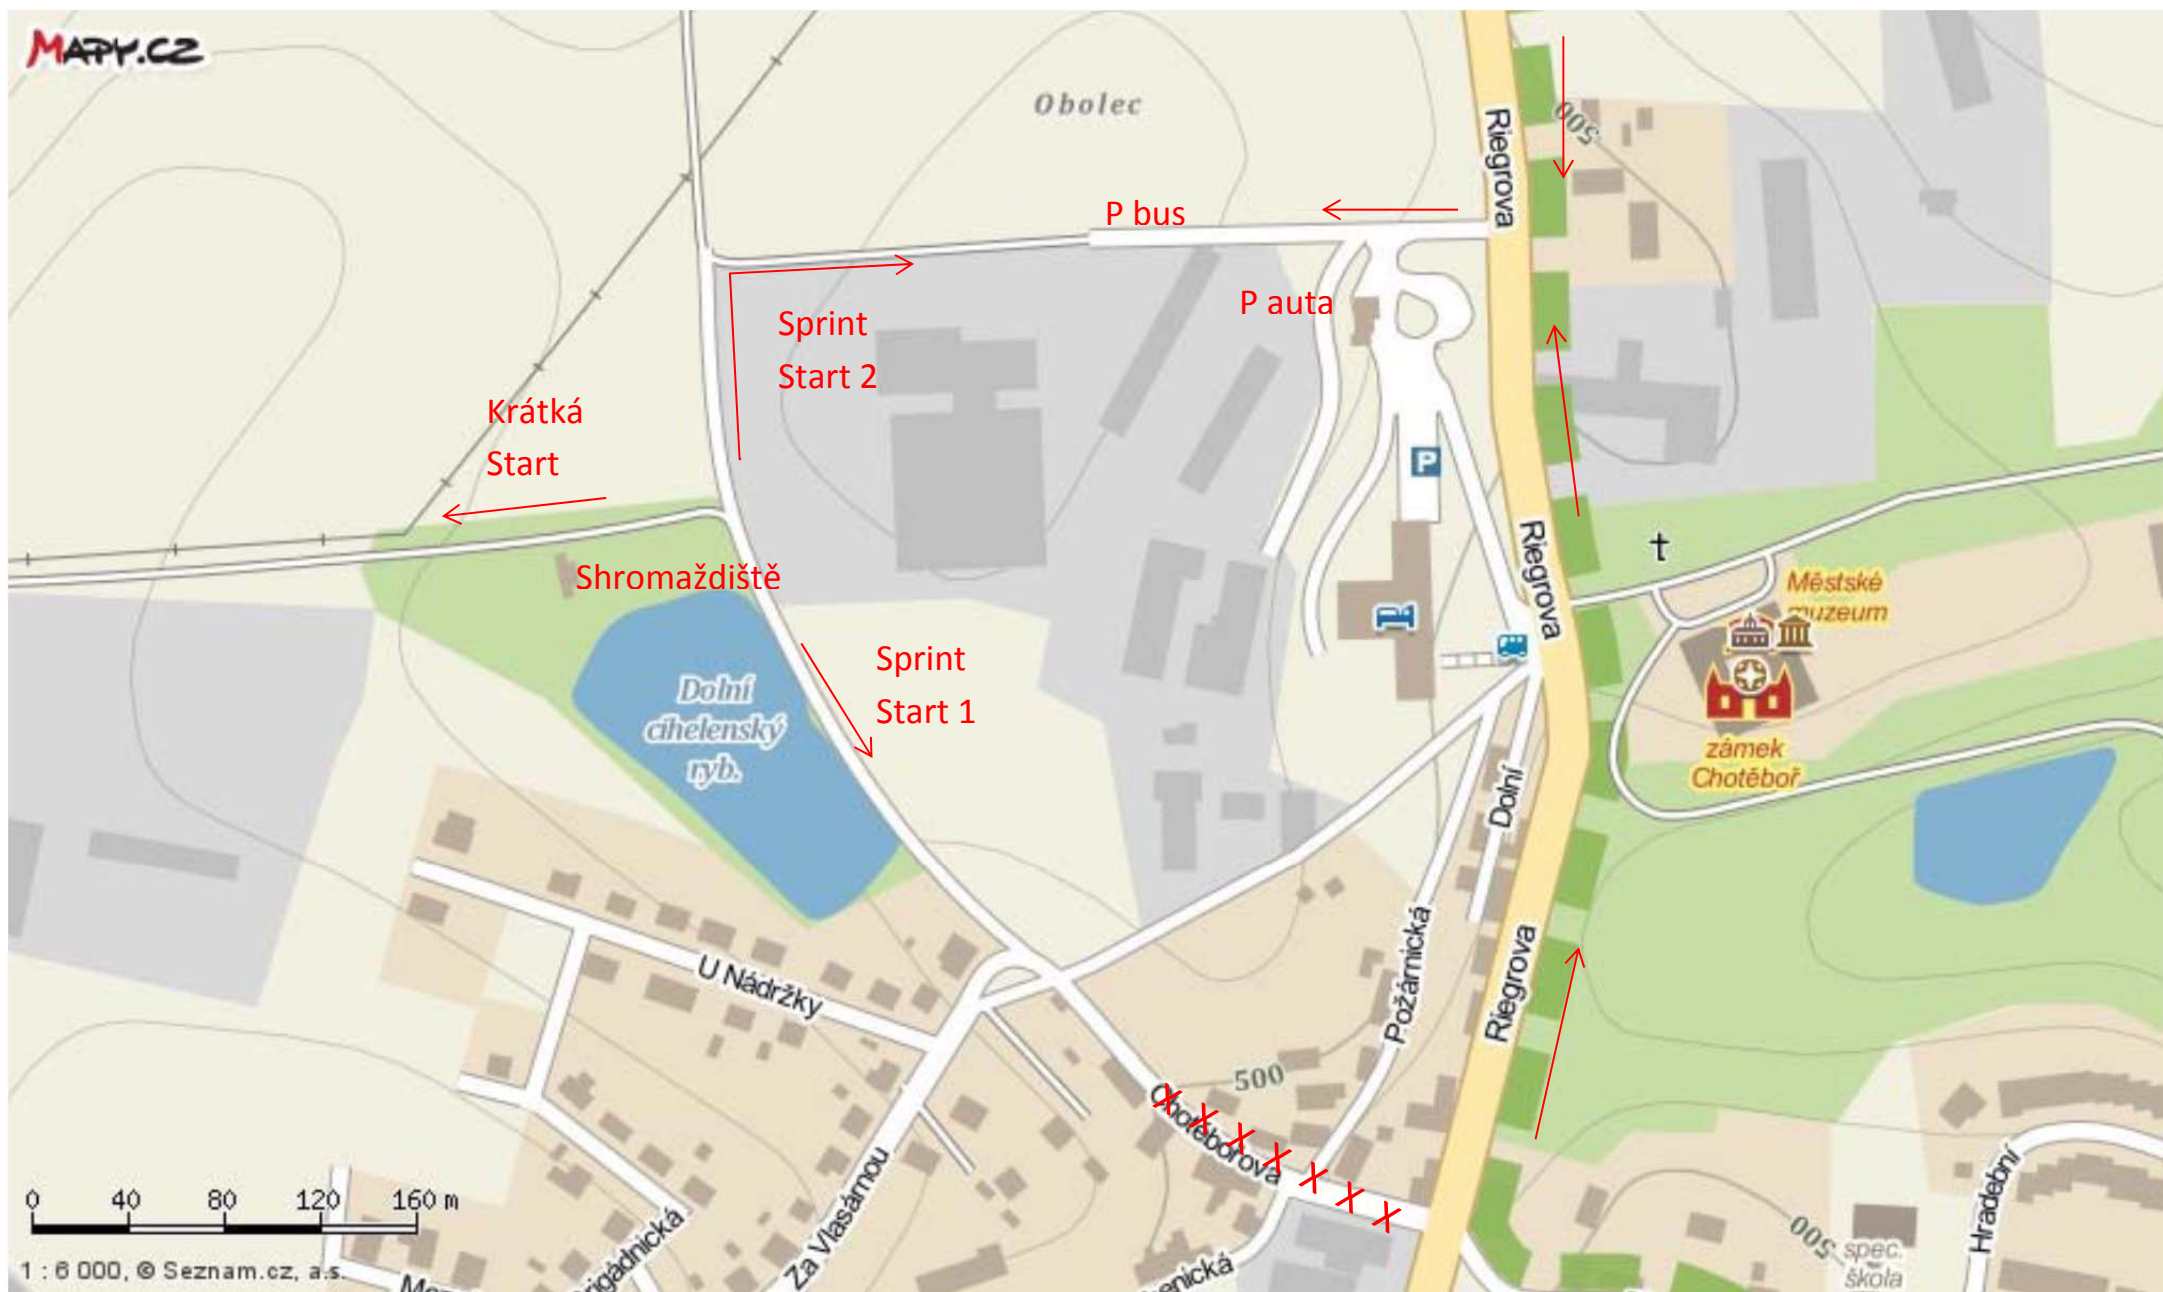 MAPY.CZ
Obolec
Riegrova
500
P bus
P auta
Sprint
Start 2
Krátká
Start
P
Riegrova
Shromaždiště
Městské
muzeum
Sprint
Start 1
Dolní
cihelenský
ryb.
zámek
Chotěboř
Dolní
Požárnická
Riegrova
U Nádržky
500
X X X X X X X
Chotěbořova
Za Vlasárnou
Hradební
500
spec.
škola
0 40 80 120 160 m
1 : 6 000, © Seznam.cz, a.s.